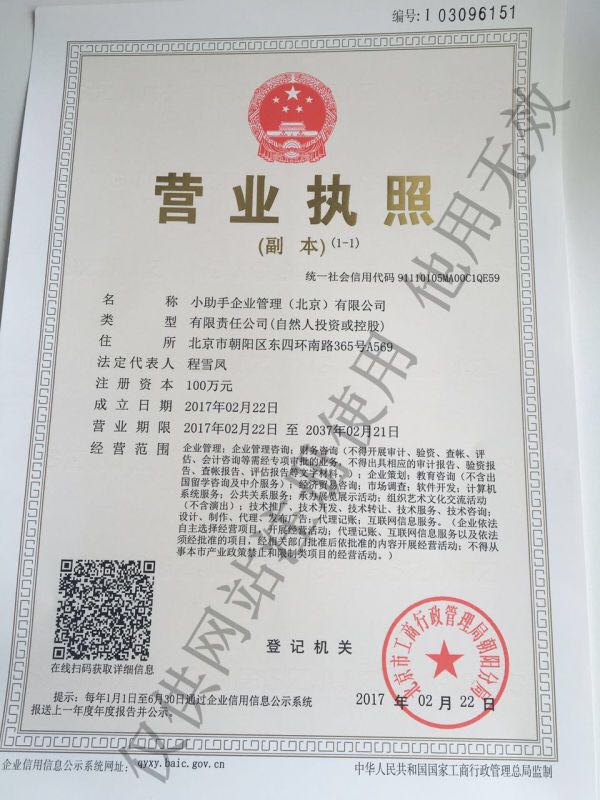 编号:1 03096151
营业执照
(副 本)(1-1)
统一社会信用代码 91110105MA00C1QE59
名 称 小助手企业管理（北京）有限公司
类 型 有限责任公司(自然人投资或控股)
住 所 北京市朝阳区东四环南路365号A569
法定代表人 程雪凤
注册资本 100万元
成立日期 2017年02月22日
营业期限 2017年02月22日 至 2037年02月21日
经营范围 企业管理；企业管理咨询；财务咨询（不得开展审计、验资、查帐、评
估、会计咨询等需经专项审批的业务，不得出具相应的审计报告、验资报
告、查帐报告、评估报告等文字材料。）；企业策划；教育咨询（不含出
国留学咨询及中介服务）；经济贸易咨询；市场调查；软件开发；计算机
系统服务；公共关系服务；承办展览展示活动；组织艺术文化交流活动
（不含演出）；技术推广、技术开发、技术转让、技术服务、技术咨询；
设计、制作、代理、发布广告；代理记账；互联网信息服务。（企业依法
自主选择经营项目，开展经营活动；代理记账、互联网信息服务以及依法
须经批准的项目，经相关部门批准后依批准的内容开展经营活动；不得从
事本市产业政策禁止和限制类项目的经营活动。）
在线扫码获取详细信息
登记机关
北京市工商行政管理局朝阳分局
2017 年 02 月 22 日
提示：每年1月1日至6月30日通过企业信用信息公示系统
报送上一年度年度报告并公示。
企业信用信息公示系统网址： qyxy.baic.gov.cn
中华人民共和国国家工商行政管理总局监制
仅供网站
使用 他用无效